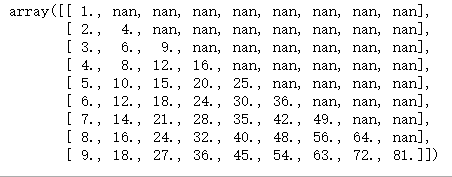 array([[ 1., nan, nan, nan, nan, nan, nan, nan, nan],
[ 2., 4., nan, nan, nan, nan, nan, nan, nan],
[ 3., 6., 9., nan, nan, nan, nan, nan, nan],
[ 4., 8., 12., 16., nan, nan, nan, nan, nan],
[ 5., 10., 15., 20., 25., nan, nan, nan, nan],
[ 6., 12., 18., 24., 30., 36., nan, nan, nan],
[ 7., 14., 21., 28., 35., 42., 49., nan, nan],
[ 8., 16., 24., 32., 40., 48., 56., 64., nan],
[ 9., 18., 27., 36., 45., 54., 63., 72., 81.]])